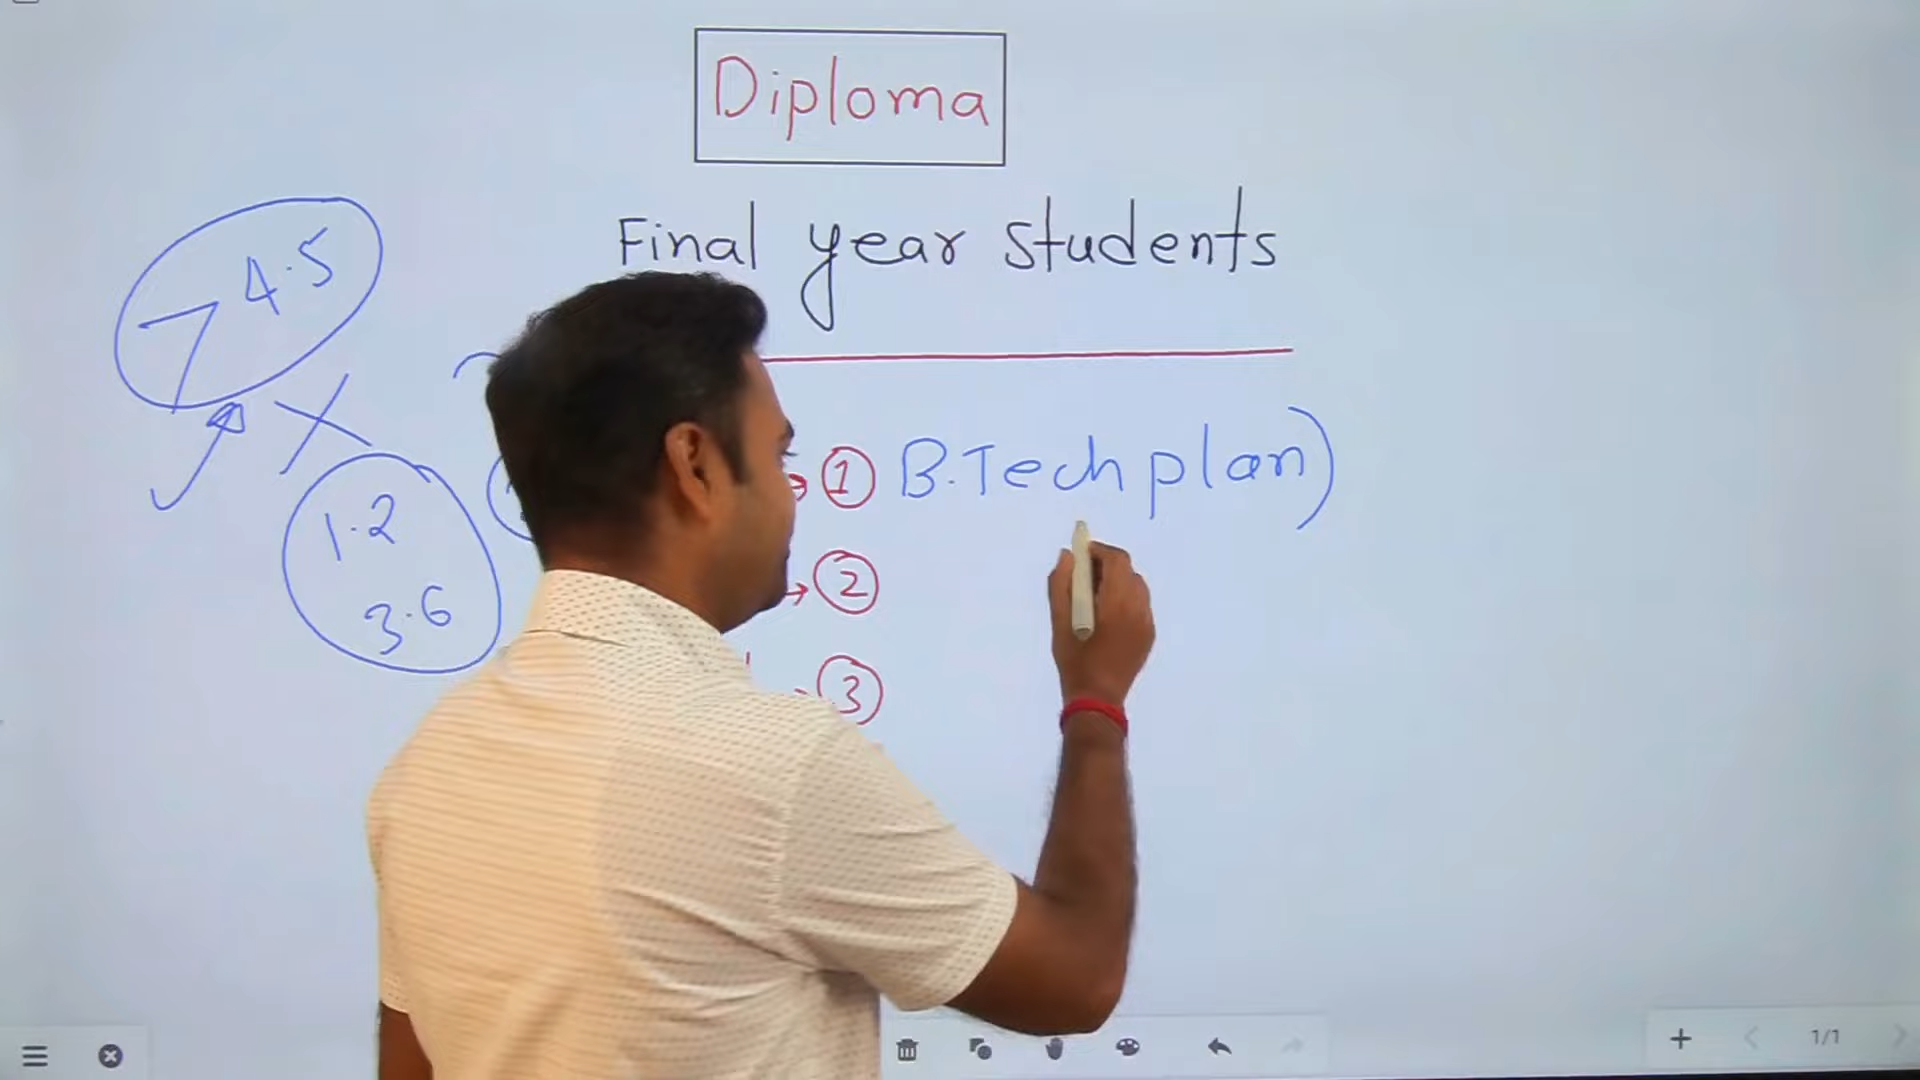 Diploma
Final year students
7 4.5
1.2
3.6
① B.Tech plan)
②
③
1/1